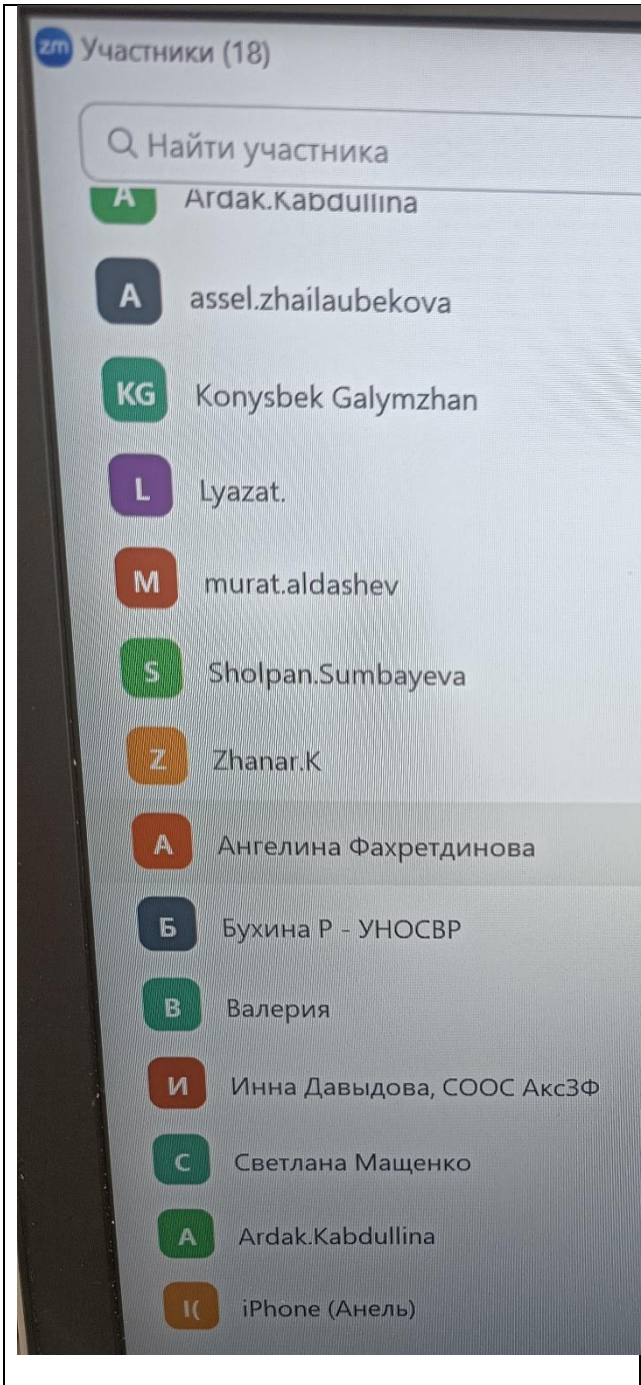 zm Участники (18)
Найти участника
A Ardak.Kabdullina
A assel.zhailaubekova
KG Konysbek Galymzhan
L Lyazat.
M murat.aldashev
S Sholpan.Sumbayeva
Z Zhanar.K
А Ангелина Фахретдинова
Б Бухина Р - УНОСВР
В Валерия
И Инна Давыдова, СООС АксЗФ
С Светлана Мащенко
A Ardak.Kabdullina
I( iPhone (Анель)